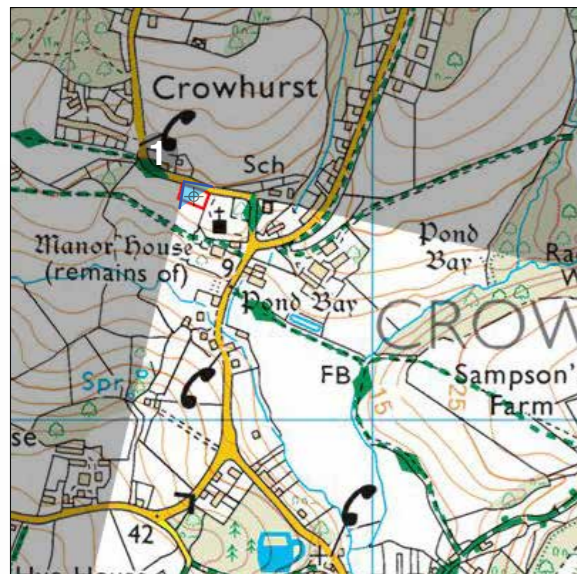 Crowhurst
1
Sch
Manor House
(remains of)
9
Pond
Bay
Pond Bay
CROW
Spr
FB
15
25
Sampson'
Farm
se
42